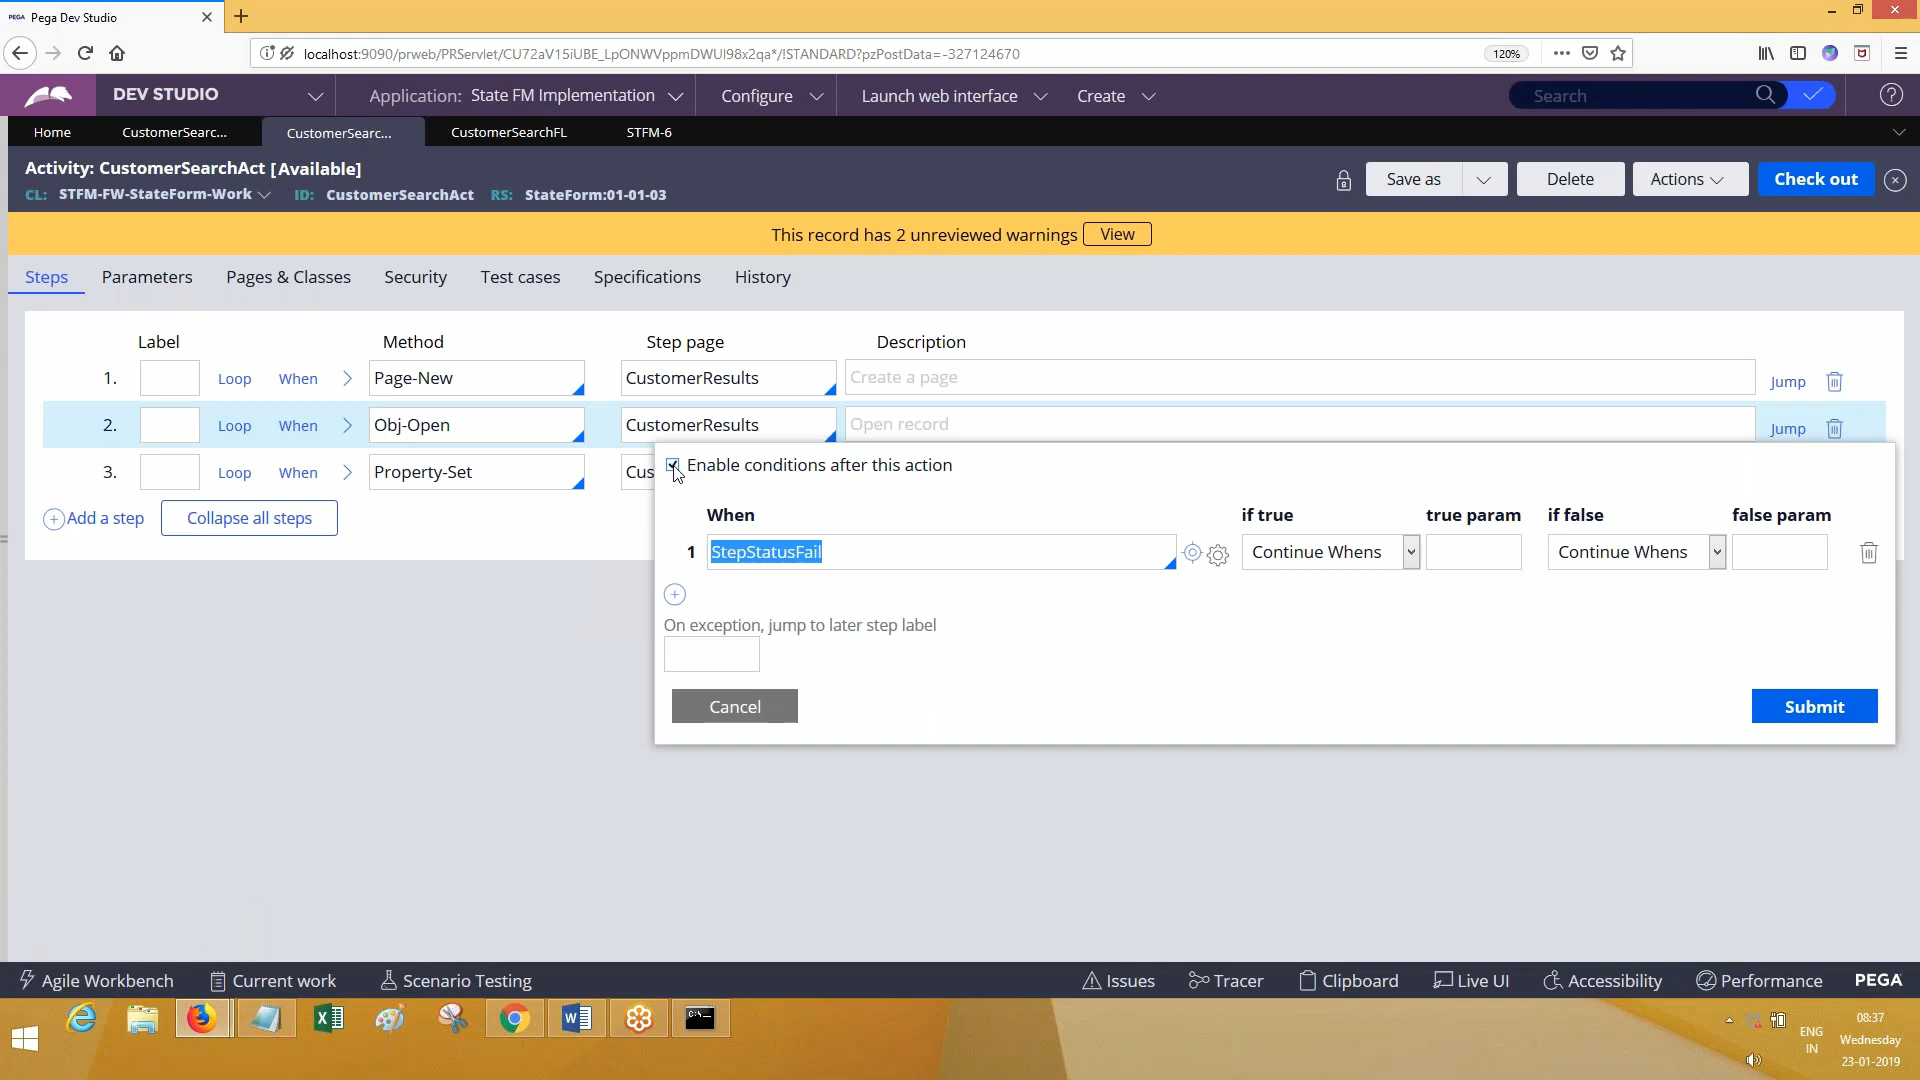 PEGA Pega Dev Studio
localhost:9090/prweb/PRServlet/CU72aV15iUBE_LpONWVppmDWUI98x2qa*/!STANDARD?pzPostData=-327124670 120%
DEV STUDIO Application: State FM Implementation Configure Launch web interface Create Search
Home CustomerSearc... CustomerSearc... CustomerSearchFL STFM-6
Activity: CustomerSearchAct [Available]
CL: STFM-FW-StateForm-Work ID: CustomerSearchAct RS: StateForm:01-01-03
Save as Delete Actions Check out
This record has 2 unreviewed warnings View
Steps Parameters Pages & Classes Security Test cases Specifications History
Label Method Step page Description
1. Loop When Page-New CustomerResults Create a page Jump
2. Loop When Obj-Open CustomerResults Open record Jump
3. Loop When Property-Set Cus
Add a step Collapse all steps
Enable conditions after this action
When if true true param if false false param
1 StepStatusFail Continue Whens Continue Whens
On exception, jump to later step label
Cancel Submit
Agile Workbench Current work Scenario Testing Issues Tracer Clipboard Live UI Accessibility Performance PEGA
ENG
IN
08:37
Wednesday
23-01-2019